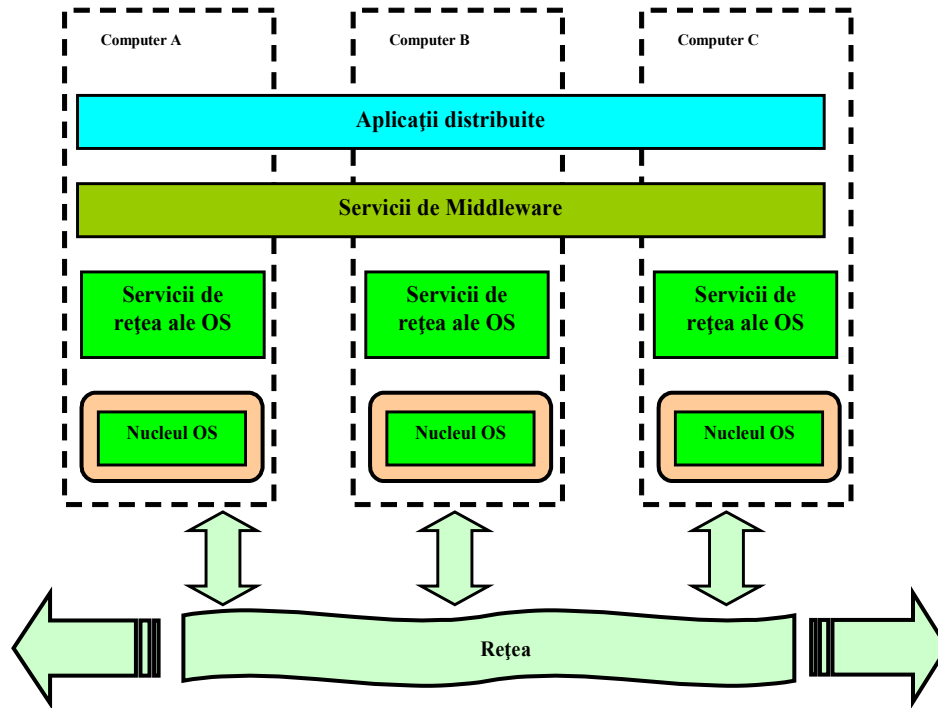 Computer A
Computer B
Computer C
Aplicaţii distribuite
Servicii de Middleware
Servicii de
reţea ale OS
Servicii de
reţea ale OS
Servicii de
reţea ale OS
Nucleul OS
Nucleul OS
Nucleul OS
Reţea